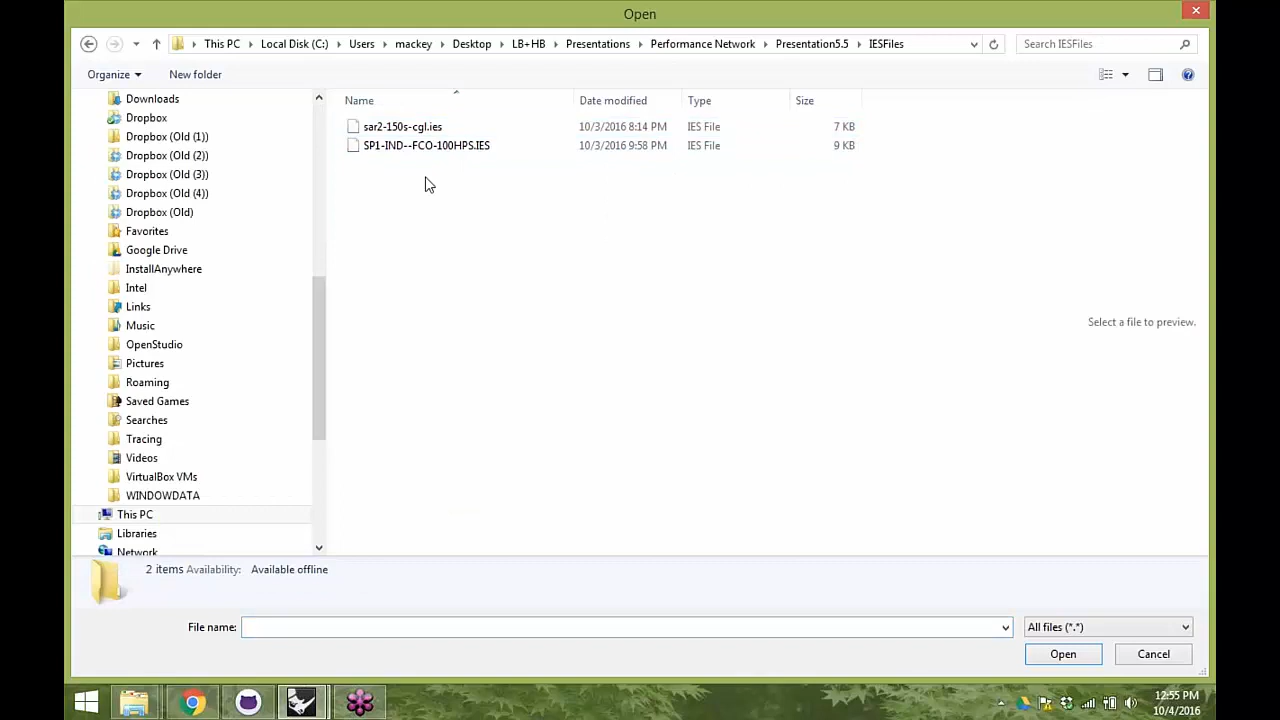 Open
This PC Local Disk (C:) Users mackey Desktop LB+HB Presentations Performance Network Presentation5.5 IESFiles
Search IESFiles
Organize New folder
Name Date modified Type Size
sar2-150s-cgl.ies 10/3/2016 8:14 PM IES File 7 KB
SP1-IND--FCO-100HPS.IES 10/3/2016 9:58 PM IES File 9 KB
Downloads
Dropbox
Dropbox (Old (1))
Dropbox (Old (2))
Dropbox (Old (3))
Dropbox (Old (4))
Dropbox (Old)
Favorites
Google Drive
InstallAnywhere
Intel
Links
Music
OpenStudio
Pictures
Roaming
Saved Games
Searches
Tracing
Videos
VirtualBox VMs
WINDOWDATA
This PC
Libraries
Network
Select a file to preview.
2 items Availability: Available offline
File name:
All files (*.*)
Open Cancel
12:55 PM
10/4/2016